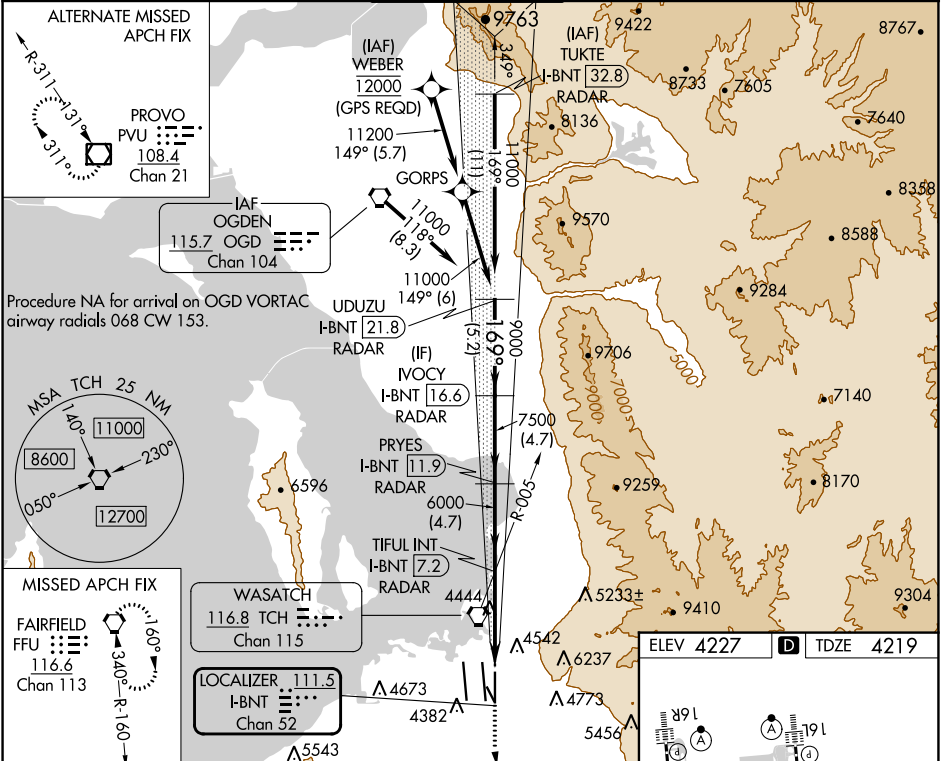 ALTERNATE MISSED
APCH FIX
R-311
131°
311°
PROVO
PVU
108.4
Chan 21
9763
349°
(IAF)
WEBER
12000
(GPS REQD)
11200
149° (5.7)
GORPS
(IAF)
TUKTE
I-BNT 32.8
RADAR
9422
8767
8733
7605
7640
8136
11000
169°
(11)
8358
9570
8588
9284
IAF
OGDEN
115.7 OGD
Chan 104
11000
118°
(8.3)
11000
149° (6)
Procedure NA for arrival on OGD VORTAC
airway radials 068 CW 153.
UDUZU
I-BNT 21.8
RADAR
9000
169°
(5.2)
(IF)
IVOCY
I-BNT 16.6
RADAR
9706
9000
7000
5000
7140
7500
(4.7)
PRYES
I-BNT 11.9
RADAR
6000
(4.7)
R-005
9259
8170
TIFUL INT
I-BNT 7.2
RADAR
MSA TCH 25 NM
140°
11000
8600
230°
050°
12700
6596
MISSED APCH FIX
FAIRFIELD
FFU
116.6
Chan 113
160°
340°
R-160
WASATCH
116.8 TCH
Chan 115
4444
5233±
9410
9304
4542
6237
LOCALIZER 111.5
I-BNT
Chan 52
4673
4382
4773
5456
5543
ELEV 4227 D TDZE 4219
16R
A
P
A
16L
P